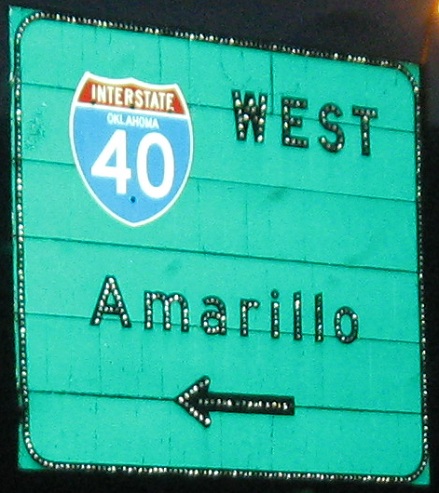 INTERSTATE
OKLAHOMA
40
WEST
Amarillo